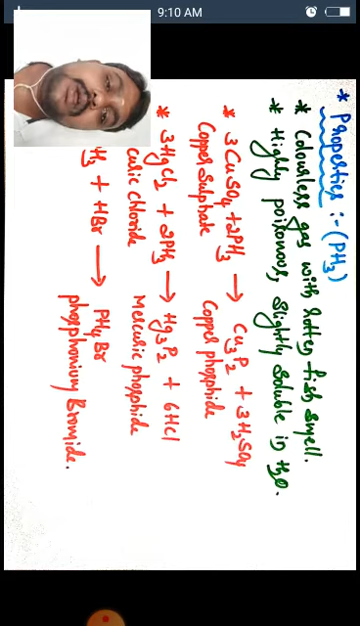 9:10 AM
* Properties :- (PH3)
* Colourless gas with rotten fish smell.
* Highly poisonous, slightly soluble in H2O.
* 3CuSO4 + 2PH3 → Cu3P2 + 3H2SO4
Copper Sulphate Copper phosphide
* 3HgCl2 + 2PH3 → Hg3P2 + 6HCl
curic chloride Mercuric phosphide
H3 + HBr → PH4Br
phosphonium Bromide.